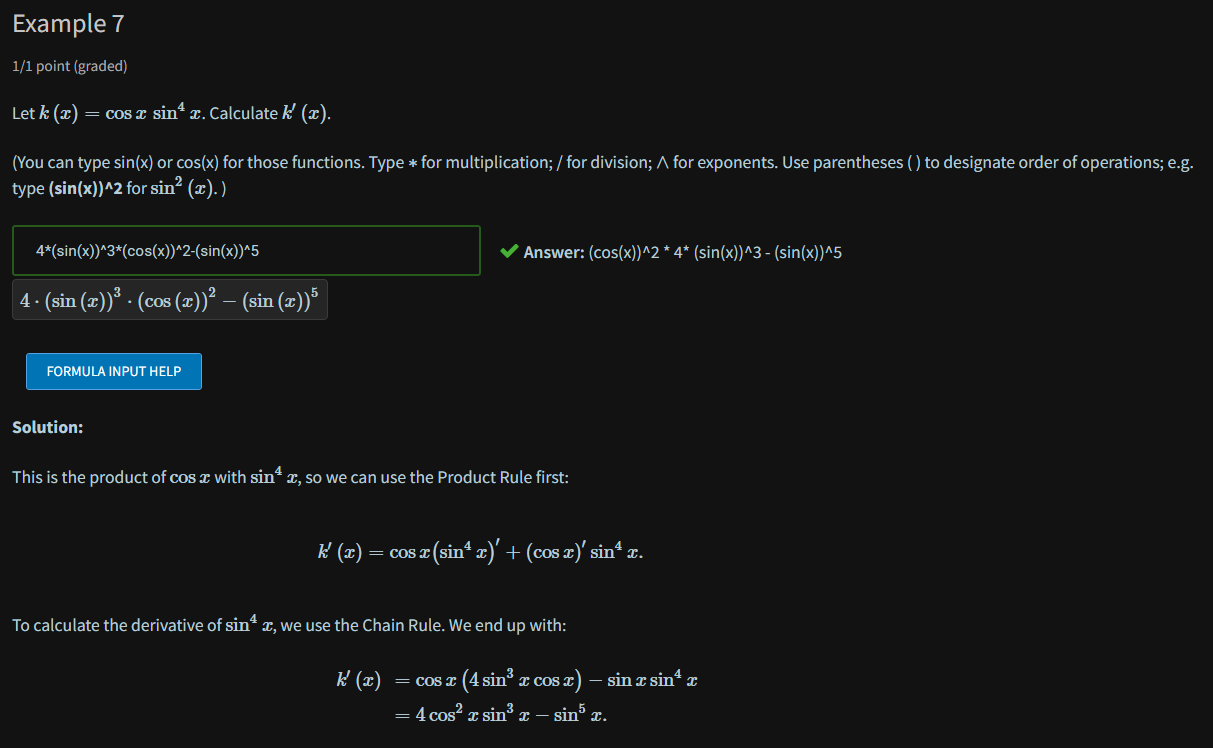 Example 7
1/1 point (graded)
Let k (x) = cos x sin⁴ x. Calculate k′ (x).
(You can type sin(x) or cos(x) for those functions. Type ∗ for multiplication; / for division; ∧ for exponents. Use parentheses ( ) to designate order of operations; e.g.
type (sin(x))^2 for sin² (x). )
4*(sin(x))^3*(cos(x))^2-(sin(x))^5
✔ Answer: (cos(x))^2 * 4* (sin(x))^3 - (sin(x))^5
4 · (sin (x))³ · (cos (x))² − (sin (x))⁵
FORMULA INPUT HELP
Solution:
This is the product of cos x with sin⁴ x, so we can use the Product Rule first:
k′ (x) = cos x(sin⁴ x)′ + (cos x)′ sin⁴ x.
To calculate the derivative of sin⁴ x, we use the Chain Rule. We end up with:
k′ (x) = cos x (4 sin³ x cos x) − sin x sin⁴ x
= 4 cos² x sin³ x − sin⁵ x.